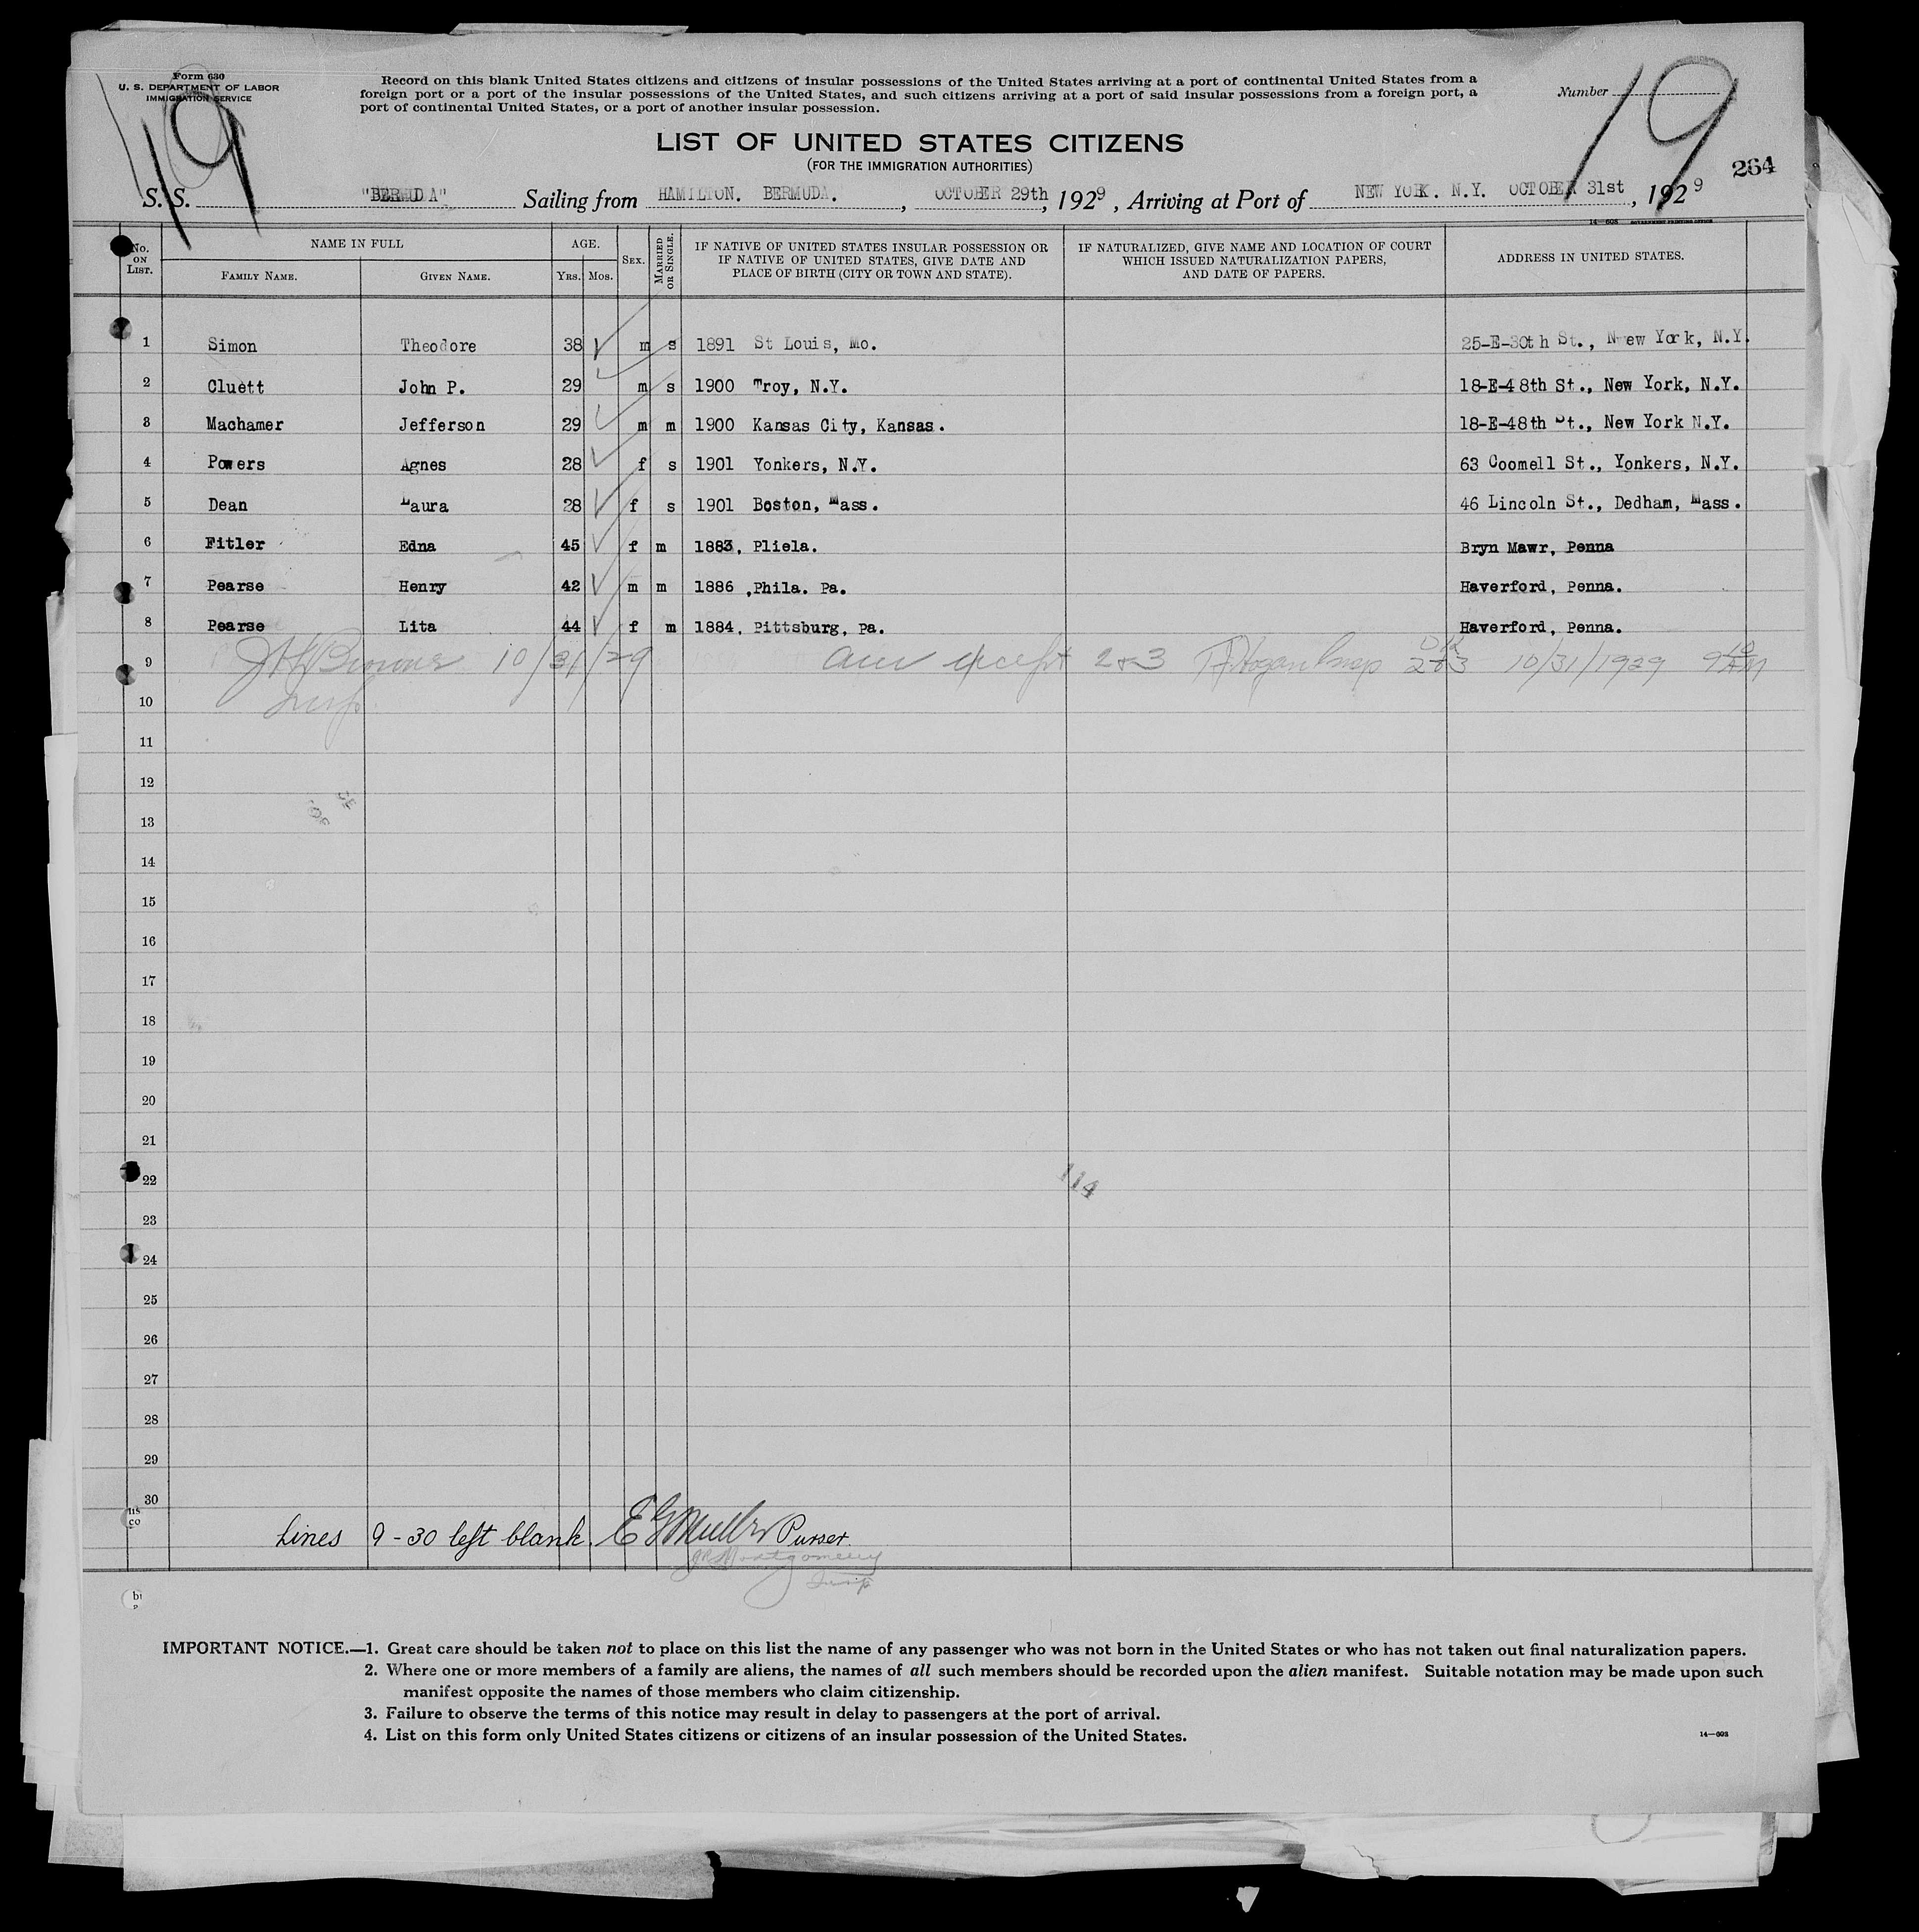 Form 630
U. S. DEPARTMENT OF LABOR
IMMIGRATION SERVICE
19
Record on this blank United States citizens and citizens of insular possessions of the United States arriving at a port of continental United States from a
foreign port or a port of the insular possessions of the United States, and such citizens arriving at a port of said insular possessions from a foreign port, a
port of continental United States, or a port of another insular possession.
Number
19
LIST OF UNITED STATES CITIZENS
(FOR THE IMMIGRATION AUTHORITIES)
264
S. S. "BERMUDA" Sailing from HAMILTON. BERMUDA. , OCTOBER 29th, 1929, Arriving at Port of NEW YORK. N.Y. OCTOBER 31st, 1929
14—608 GOVERNMENT PRINTING OFFICE
No. ON LIST. NAME IN FULL FAMILY NAME. GIVEN NAME. AGE. YRS. MOS. SEX. MARRIED OR SINGLE. IF NATIVE OF UNITED STATES INSULAR POSSESSION OR IF NATIVE OF UNITED STATES, GIVE DATE AND PLACE OF BIRTH (CITY OR TOWN AND STATE). IF NATURALIZED, GIVE NAME AND LOCATION OF COURT WHICH ISSUED NATURALIZATION PAPERS, AND DATE OF PAPERS. ADDRESS IN UNITED STATES.
1 Simon Theodore 38 m s 1891 St Louis, Mo. 25-E-30th St., New York, N.Y.
2 Cluett John P. 29 m s 1900 Troy, N.Y. 18-E-48th St., New York, N.Y.
3 Machamer Jefferson 29 m m 1900 Kansas City, Kansas. 18-E-48th St., New York N.Y.
4 Powers Agnes 28 f s 1901 Yonkers, N.Y. 63 Coomell St., Yonkers, N.Y.
5 Dean Laura 28 f s 1901 Boston, Mass. 46 Lincoln St., Dedham, Mass.
6 Fitler Edna 45 f m 1883, Pliela. Bryn Mawr, Penna
7 Pearse Henry 42 m m 1886 ,Phila. Pa. Haverford, Penna.
8 Pearse Lita 44 f m 1884, Pittsburg, Pa. Haverford, Penna.
9 10/31/29 except 2+3 2+3 10/31/1929
10 Insp.
11
12
13
14
15
16
17
18
19
20
21
22 114
23
24
25
26
27
28
29
30
Lines 9-30 left blank. E G Muller Purser.
Montgomery
Insp
IMPORTANT NOTICE.—1. Great care should be taken not to place on this list the name of any passenger who was not born in the United States or who has not taken out final naturalization papers.
2. Where one or more members of a family are aliens, the names of all such members should be recorded upon the alien manifest. Suitable notation may be made upon such
manifest opposite the names of those members who claim citizenship.
3. Failure to observe the terms of this notice may result in delay to passengers at the port of arrival.
4. List on this form only United States citizens or citizens of an insular possession of the United States.
14—608